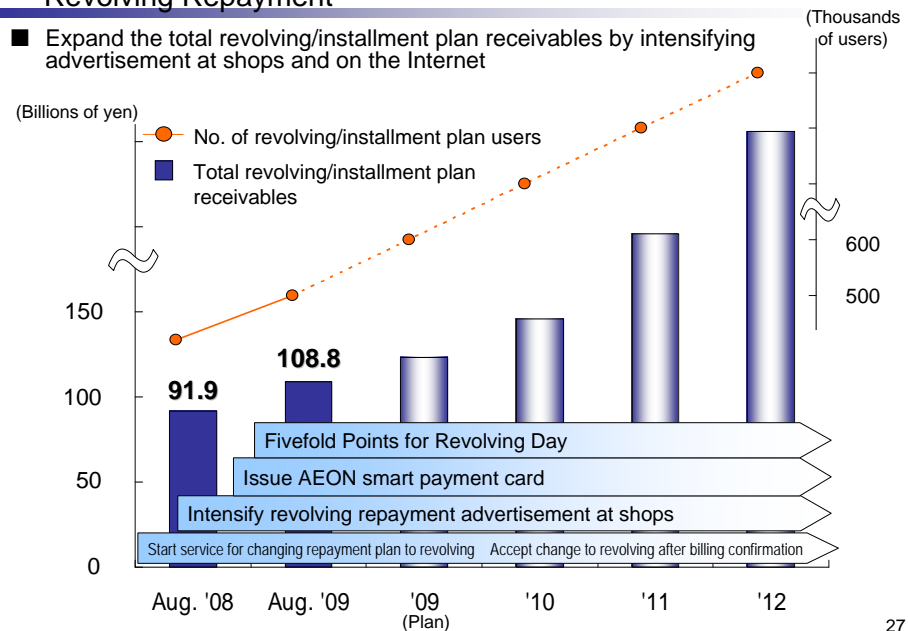 Revolving Repayment
(Thousands
of users)
■ Expand the total revolving/installment plan receivables by intensifying
advertisement at shops and on the Internet
(Billions of yen)
No. of revolving/installment plan users
Total revolving/installment plan
receivables
600
500
150
100
50
0
91.9
108.8
Fivefold Points for Revolving Day
Issue AEON smart payment card
Intensify revolving repayment advertisement at shops
Start service for changing repayment plan to revolving Accept change to revolving after billing confirmation
Aug. '08 Aug. '09 '09 '10 '11 '12
(Plan)
27